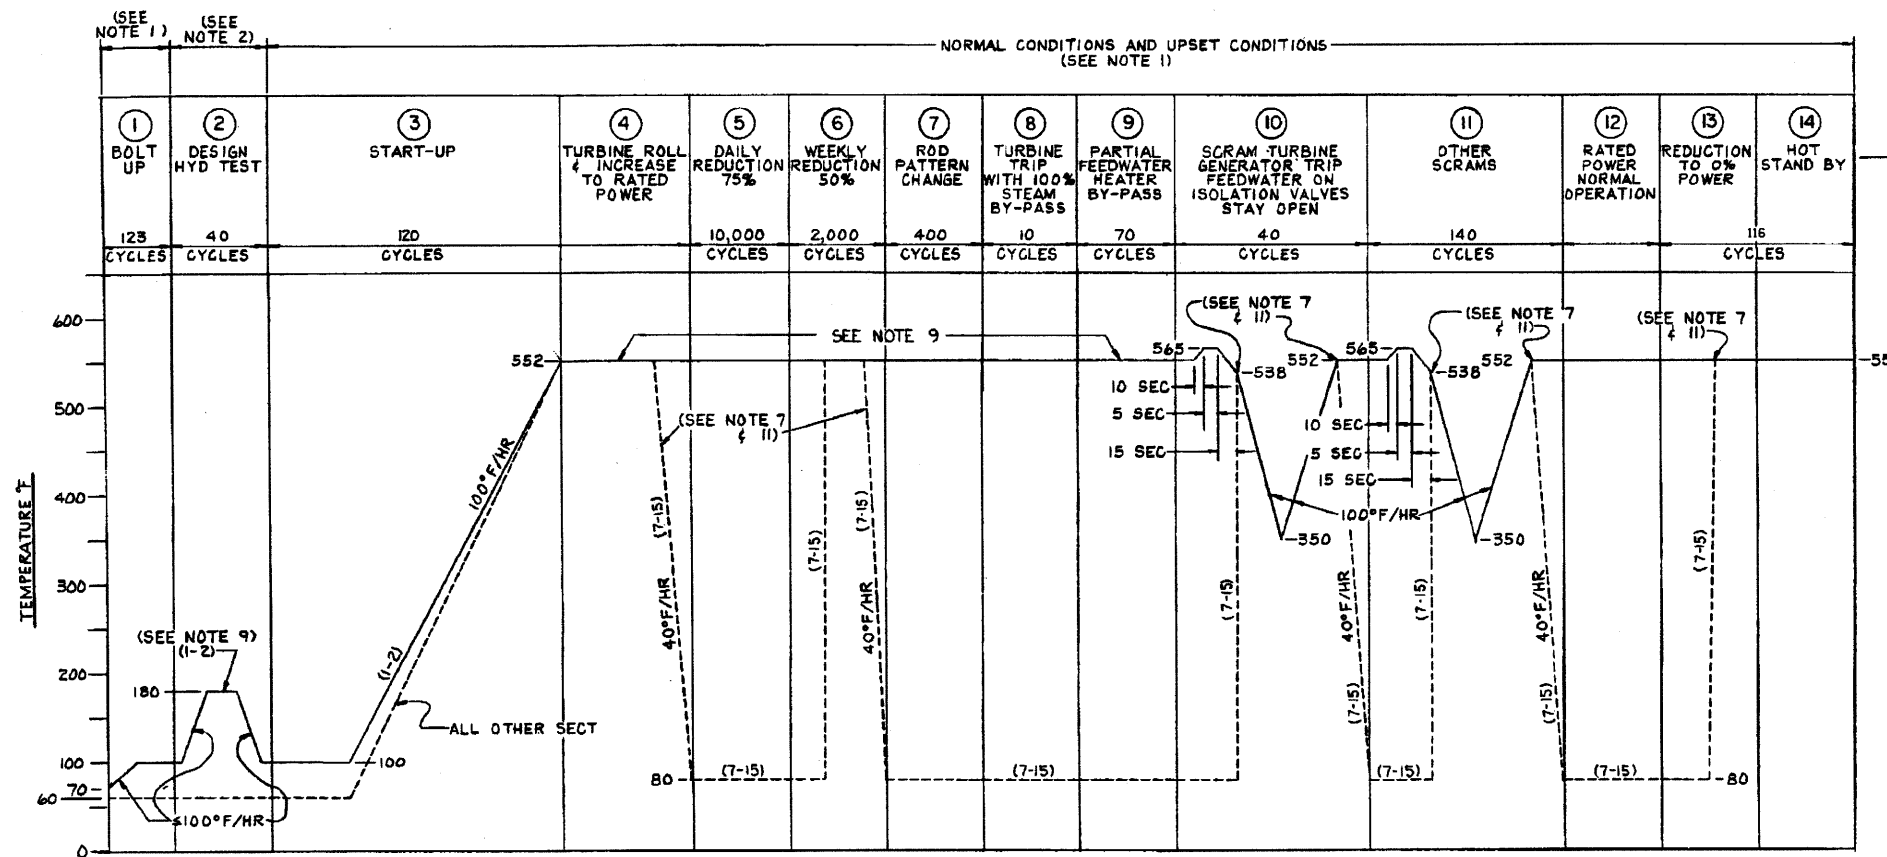 (SEE
NOTE 1)
(SEE
NOTE 2)
NORMAL CONDITIONS AND UPSET CONDITIONS
(SEE NOTE 1)
1
BOLT
UP
2
DESIGN
HYD TEST
3
START-UP
4
TURBINE ROLL
& INCREASE
TO RATED
POWER
5
DAILY
REDUCTION
75%
6
WEEKLY
REDUCTION
50%
7
ROD
PATTERN
CHANGE
8
TURBINE
TRIP
WITH 100%
STEAM
BY-PASS
9
PARTIAL
FEEDWATER
HEATER
BY-PASS
10
SCRAM TURBINE
GENERATOR TRIP
FEEDWATER ON
ISOLATION VALVES
STAY OPEN
11
OTHER
SCRAMS
12
RATED
POWER
NORMAL
OPERATION
13
REDUCTION
TO 0%
POWER
14
HOT
STAND BY
123
CYCLES
40
CYCLES
120
CYCLES
10,000
CYCLES
2,000
CYCLES
400
CYCLES
10
CYCLES
70
CYCLES
40
CYCLES
140
CYCLES
116
CYCLES
TEMPERATURE °F
600
500
400
300
200
100
70
60
0
(SEE NOTE 9)
(1-2)
180
≤100°F/HR
100
(1-2)
100°F/HR
ALL OTHER SECT
552
SEE NOTE 9
(SEE NOTE 7
& 11)
(7-15)
40°F/HR
80
(7-15)
(7-15)
(7-15)
40°F/HR
(7-15)
565
10 SEC
5 SEC
15 SEC
(SEE NOTE 7
& 11)
538
552
350
(7-15)
40°F/HR
(7-15)
100°F/HR
565
10 SEC
5 SEC
15 SEC
(SEE NOTE 7
& 11)
538
552
350
(7-15)
(7-15)
40°F/HR
(7-15)
(SEE NOTE 7
& 11)
(7-15)
(7-15)
80